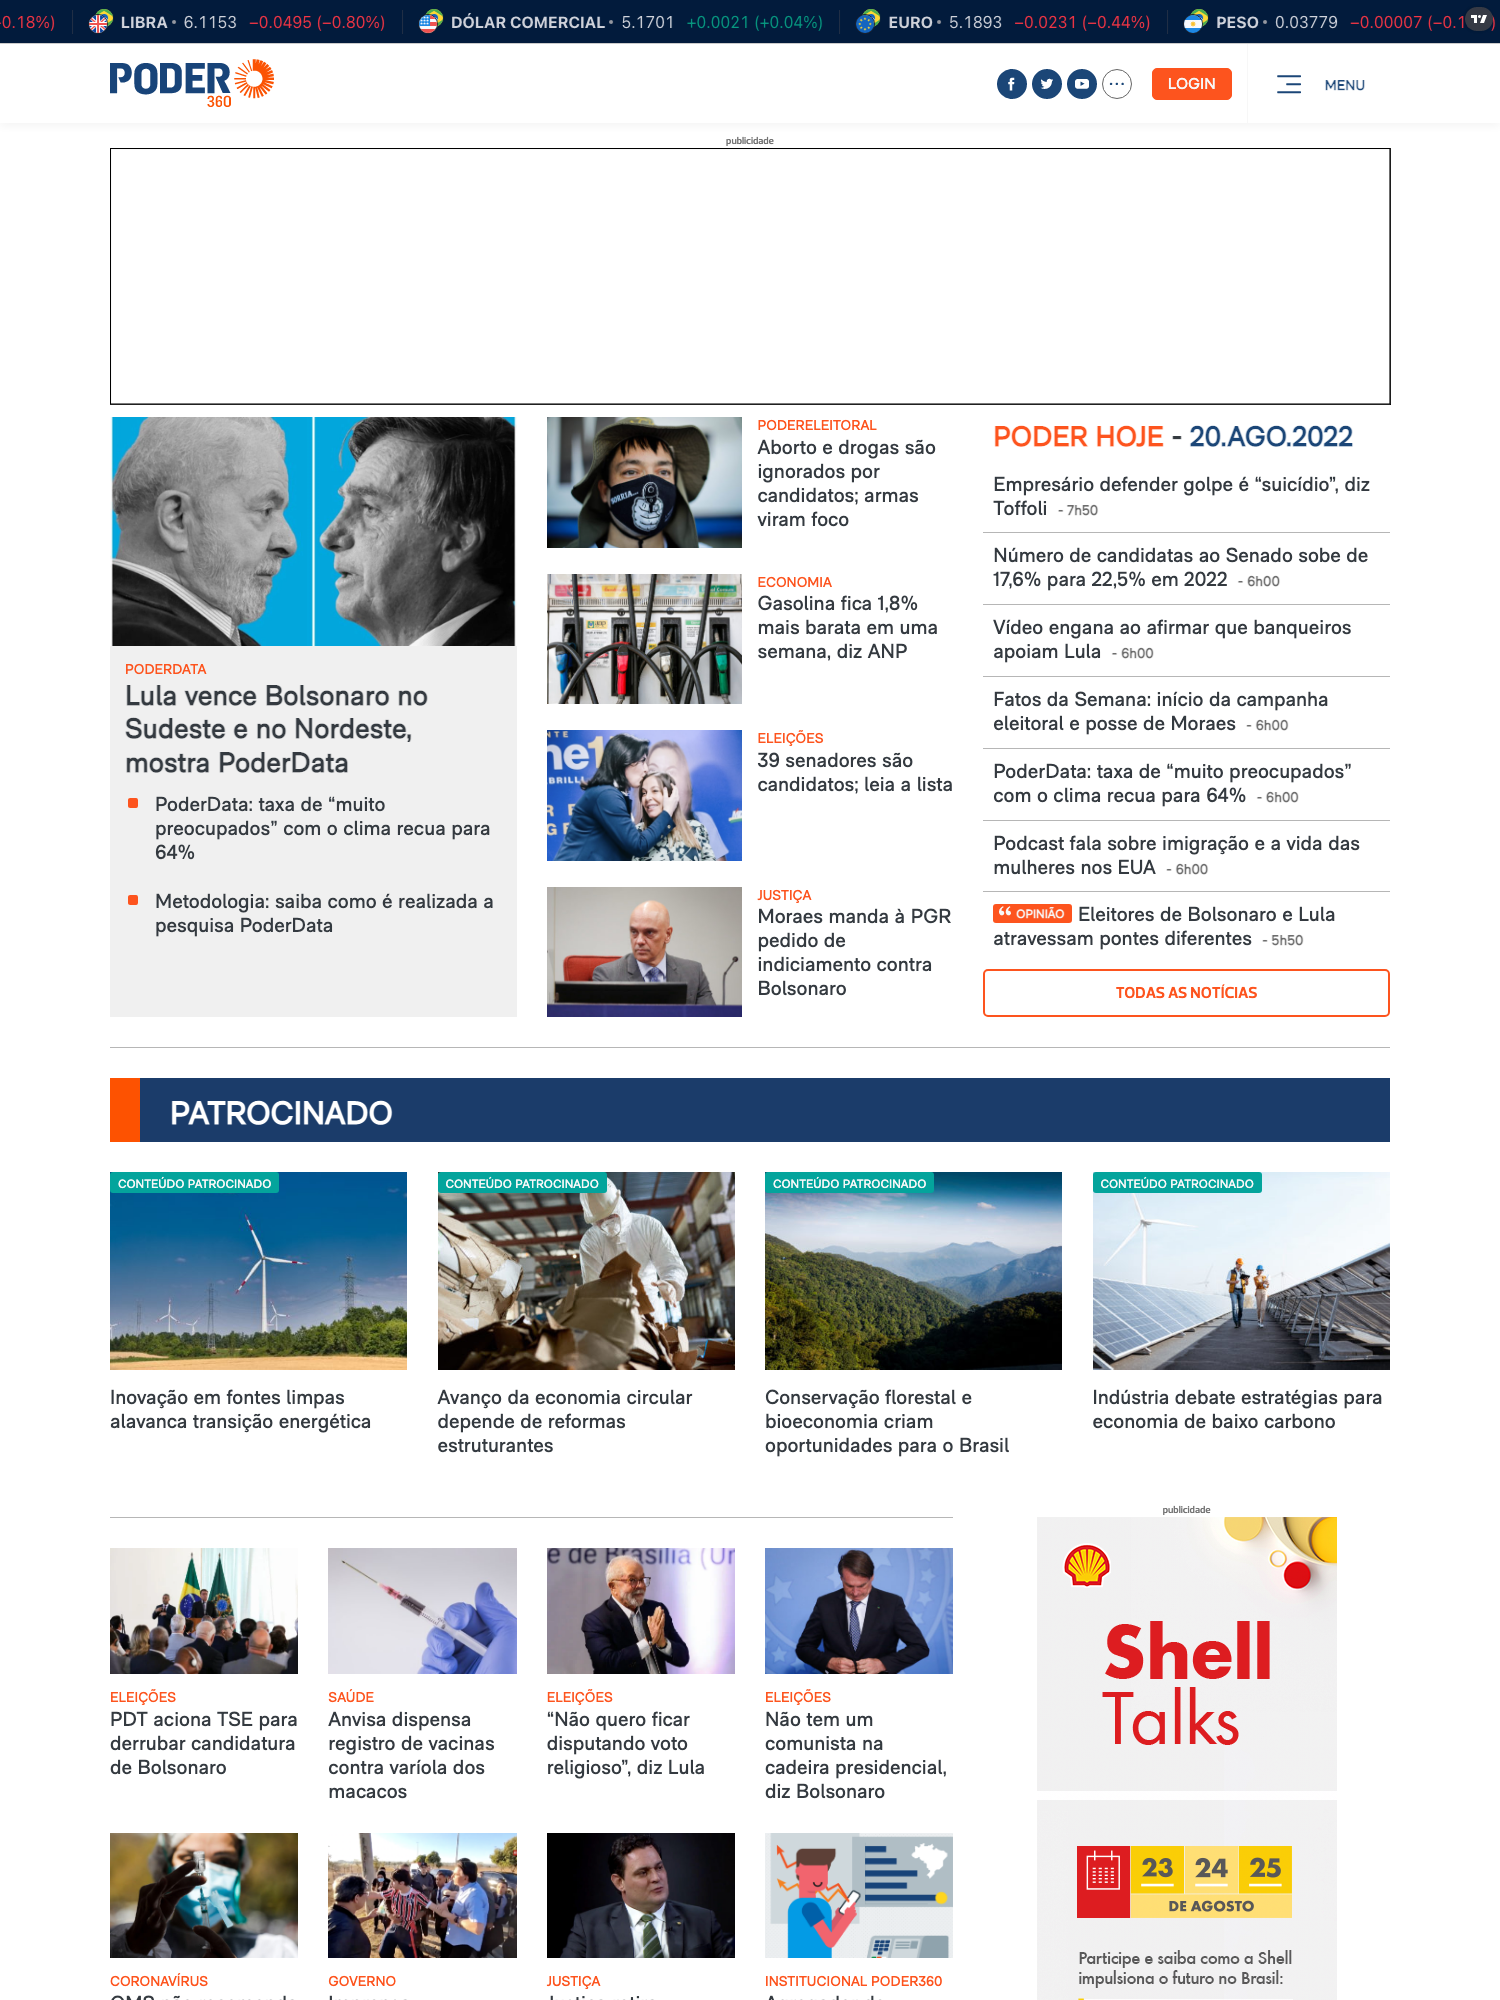 0.18%)
LIBRA • 6.1153 −0.0495 (−0.80%)
DÓLAR COMERCIAL • 5.1701 +0.0021 (+0.04%)
EURO • 5.1893 −0.0231 (−0.44%)
PESO • 0.03779 −0.00007 (−0.1
PODER
360
LOGIN
MENU
publicidade
PODERDATA
Lula vence Bolsonaro no
Sudeste e no Nordeste,
mostra PoderData
PoderData: taxa de “muito
preocupados” com o clima recua para
64%
Metodologia: saiba como é realizada a
pesquisa PoderData
SORRIA...
PODERELEITORAL
Aborto e drogas são
ignorados por
candidatos; armas
viram foco
ECONOMIA
Gasolina fica 1,8%
mais barata em uma
semana, diz ANP
ELEIÇÕES
39 senadores são
candidatos; leia a lista
JUSTIÇA
Moraes manda à PGR
pedido de
indiciamento contra
Bolsonaro
PODER HOJE - 20.AGO.2022
Empresário defender golpe é “suicídio”, diz
Toffoli - 7h50
Número de candidatas ao Senado sobe de
17,6% para 22,5% em 2022 - 6h00
Vídeo engana ao afirmar que banqueiros
apoiam Lula - 6h00
Fatos da Semana: início da campanha
eleitoral e posse de Moraes - 6h00
PoderData: taxa de “muito preocupados”
com o clima recua para 64% - 6h00
Podcast fala sobre imigração e a vida das
mulheres nos EUA - 6h00
OPINIÃO Eleitores de Bolsonaro e Lula
atravessam pontes diferentes - 5h50
TODAS AS NOTÍCIAS
PATROCINADO
CONTEÚDO PATROCINADO
Inovação em fontes limpas
alavanca transição energética
CONTEÚDO PATROCINADO
Avanço da economia circular
depende de reformas
estruturantes
CONTEÚDO PATROCINADO
Conservação florestal e
bioeconomia criam
oportunidades para o Brasil
CONTEÚDO PATROCINADO
Indústria debate estratégias para
economia de baixo carbono
ELEIÇÕES
PDT aciona TSE para
derrubar candidatura
de Bolsonaro
SAÚDE
Anvisa dispensa
registro de vacinas
contra varíola dos
macacos
e de Brasília (Ur
ELEIÇÕES
“Não quero ficar
disputando voto
religioso”, diz Lula
ELEIÇÕES
Não tem um
comunista na
cadeira presidencial,
diz Bolsonaro
CORONAVÍRUS
GOVERNO
JUSTIÇA
INSTITUCIONAL PODER360
publicidade
Shell
Talks
23 24 25
DE AGOSTO
Participe e saiba como a Shell
impulsiona o futuro no Brasil: